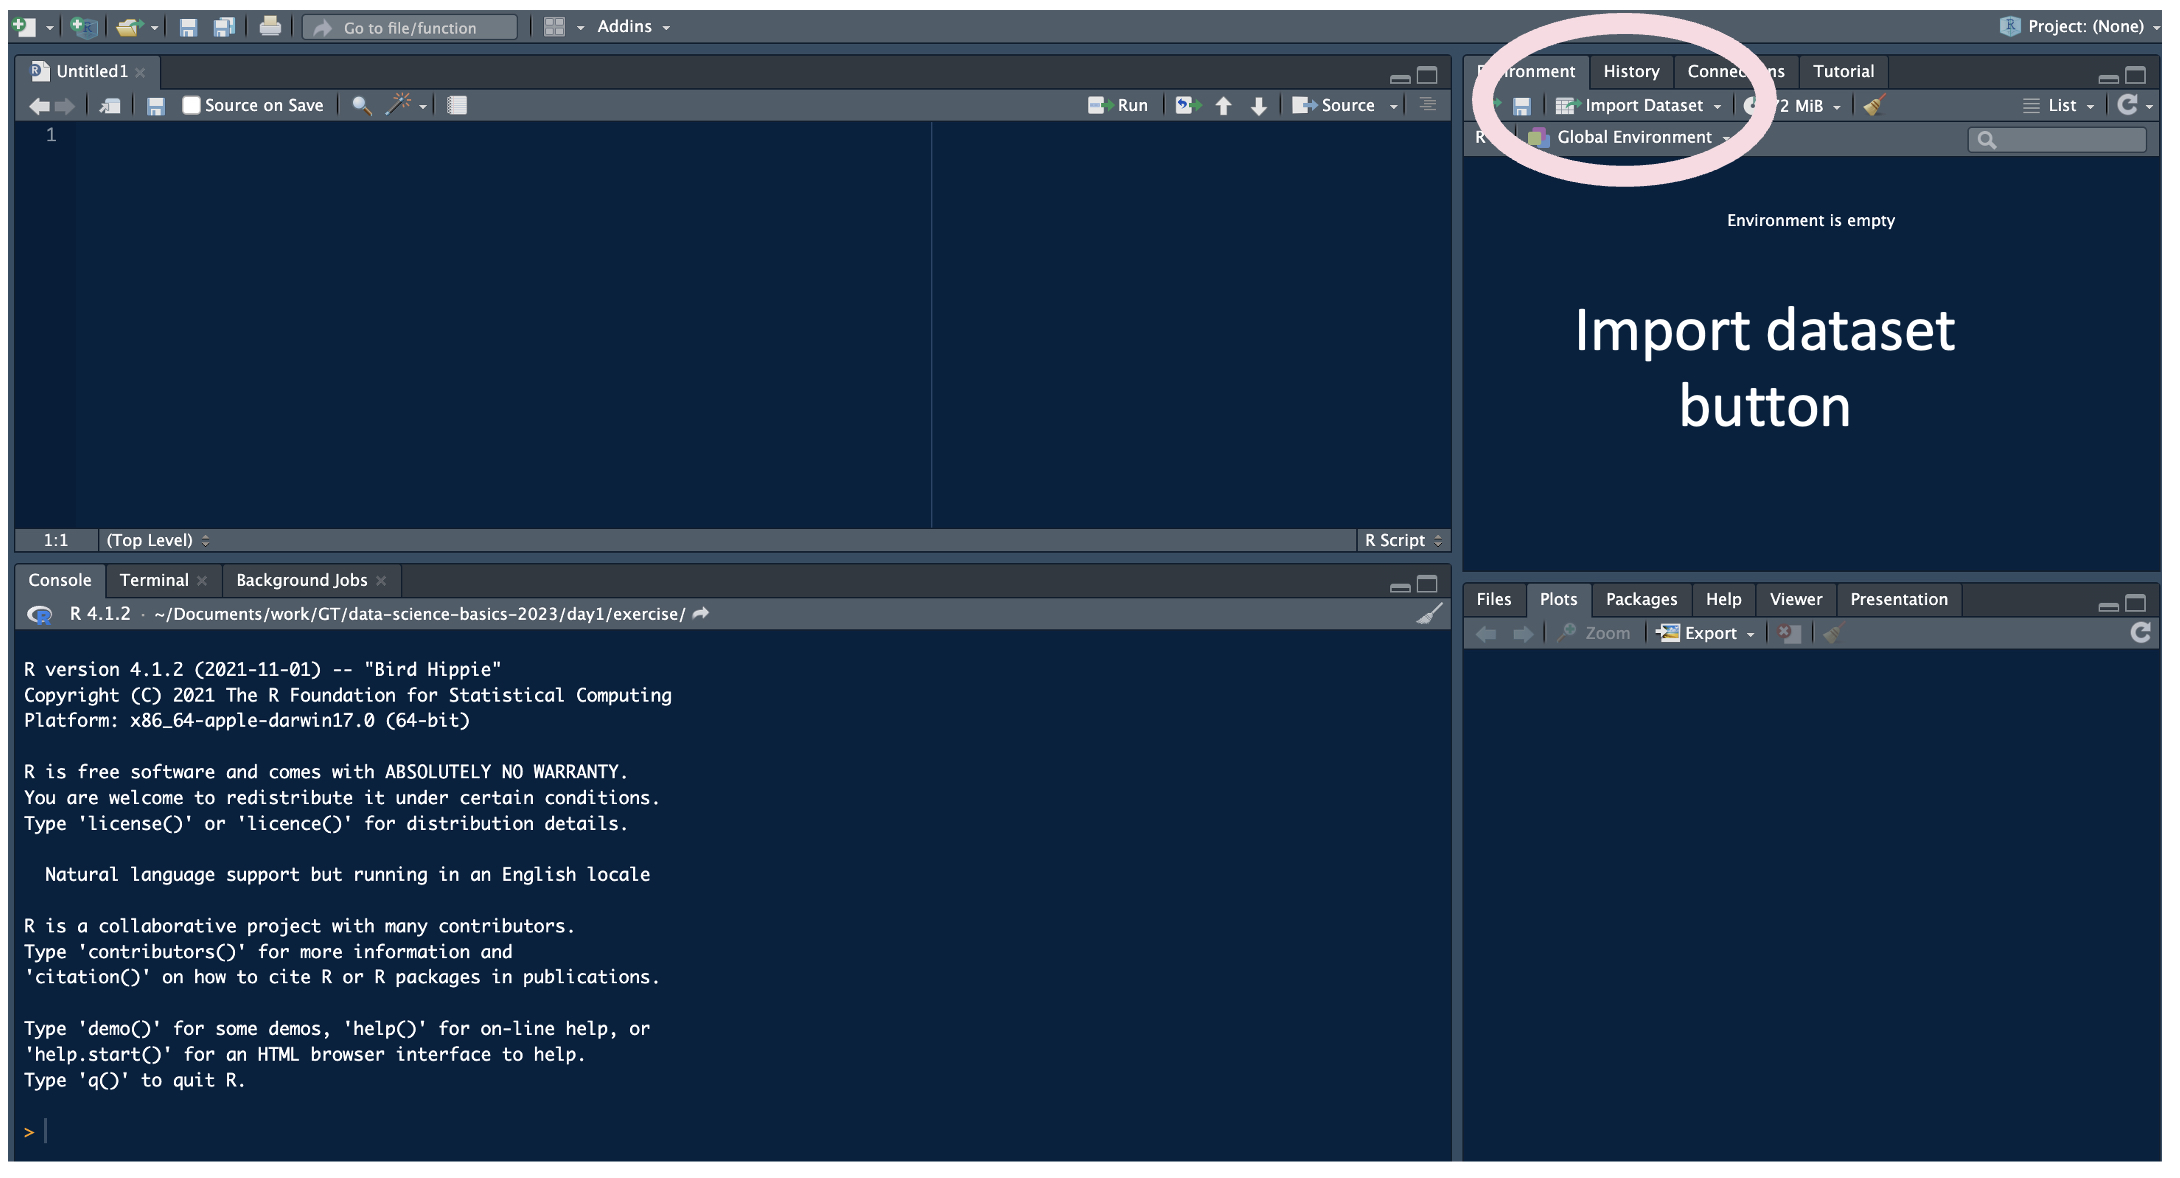 Go to file/function Addins Project: (None)
Untitled1
Source on Save Run Source
1
1:1 (Top Level) R Script
Console Terminal Background Jobs
R 4.1.2 · ~/Documents/work/GT/data-science-basics-2023/day1/exercise/
R version 4.1.2 (2021-11-01) -- "Bird Hippie"
Copyright (C) 2021 The R Foundation for Statistical Computing
Platform: x86_64-apple-darwin17.0 (64-bit)
R is free software and comes with ABSOLUTELY NO WARRANTY.
You are welcome to redistribute it under certain conditions.
Type 'license()' or 'licence()' for distribution details.
Natural language support but running in an English locale
R is a collaborative project with many contributors.
Type 'contributors()' for more information and
'citation()' on how to cite R or R packages in publications.
Type 'demo()' for some demos, 'help()' for on-line help, or
'help.start()' for an HTML browser interface to help.
Type 'q()' to quit R.
>
Environment History Connections Tutorial
Import Dataset MiB List
R Global Environment
Environment is empty
Import dataset
button
Files Plots Packages Help Viewer Presentation
Zoom Export